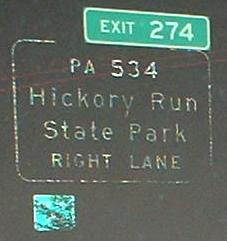 EXIT 274
PA 534
Hickory Run
State Park
RIGHT LANE